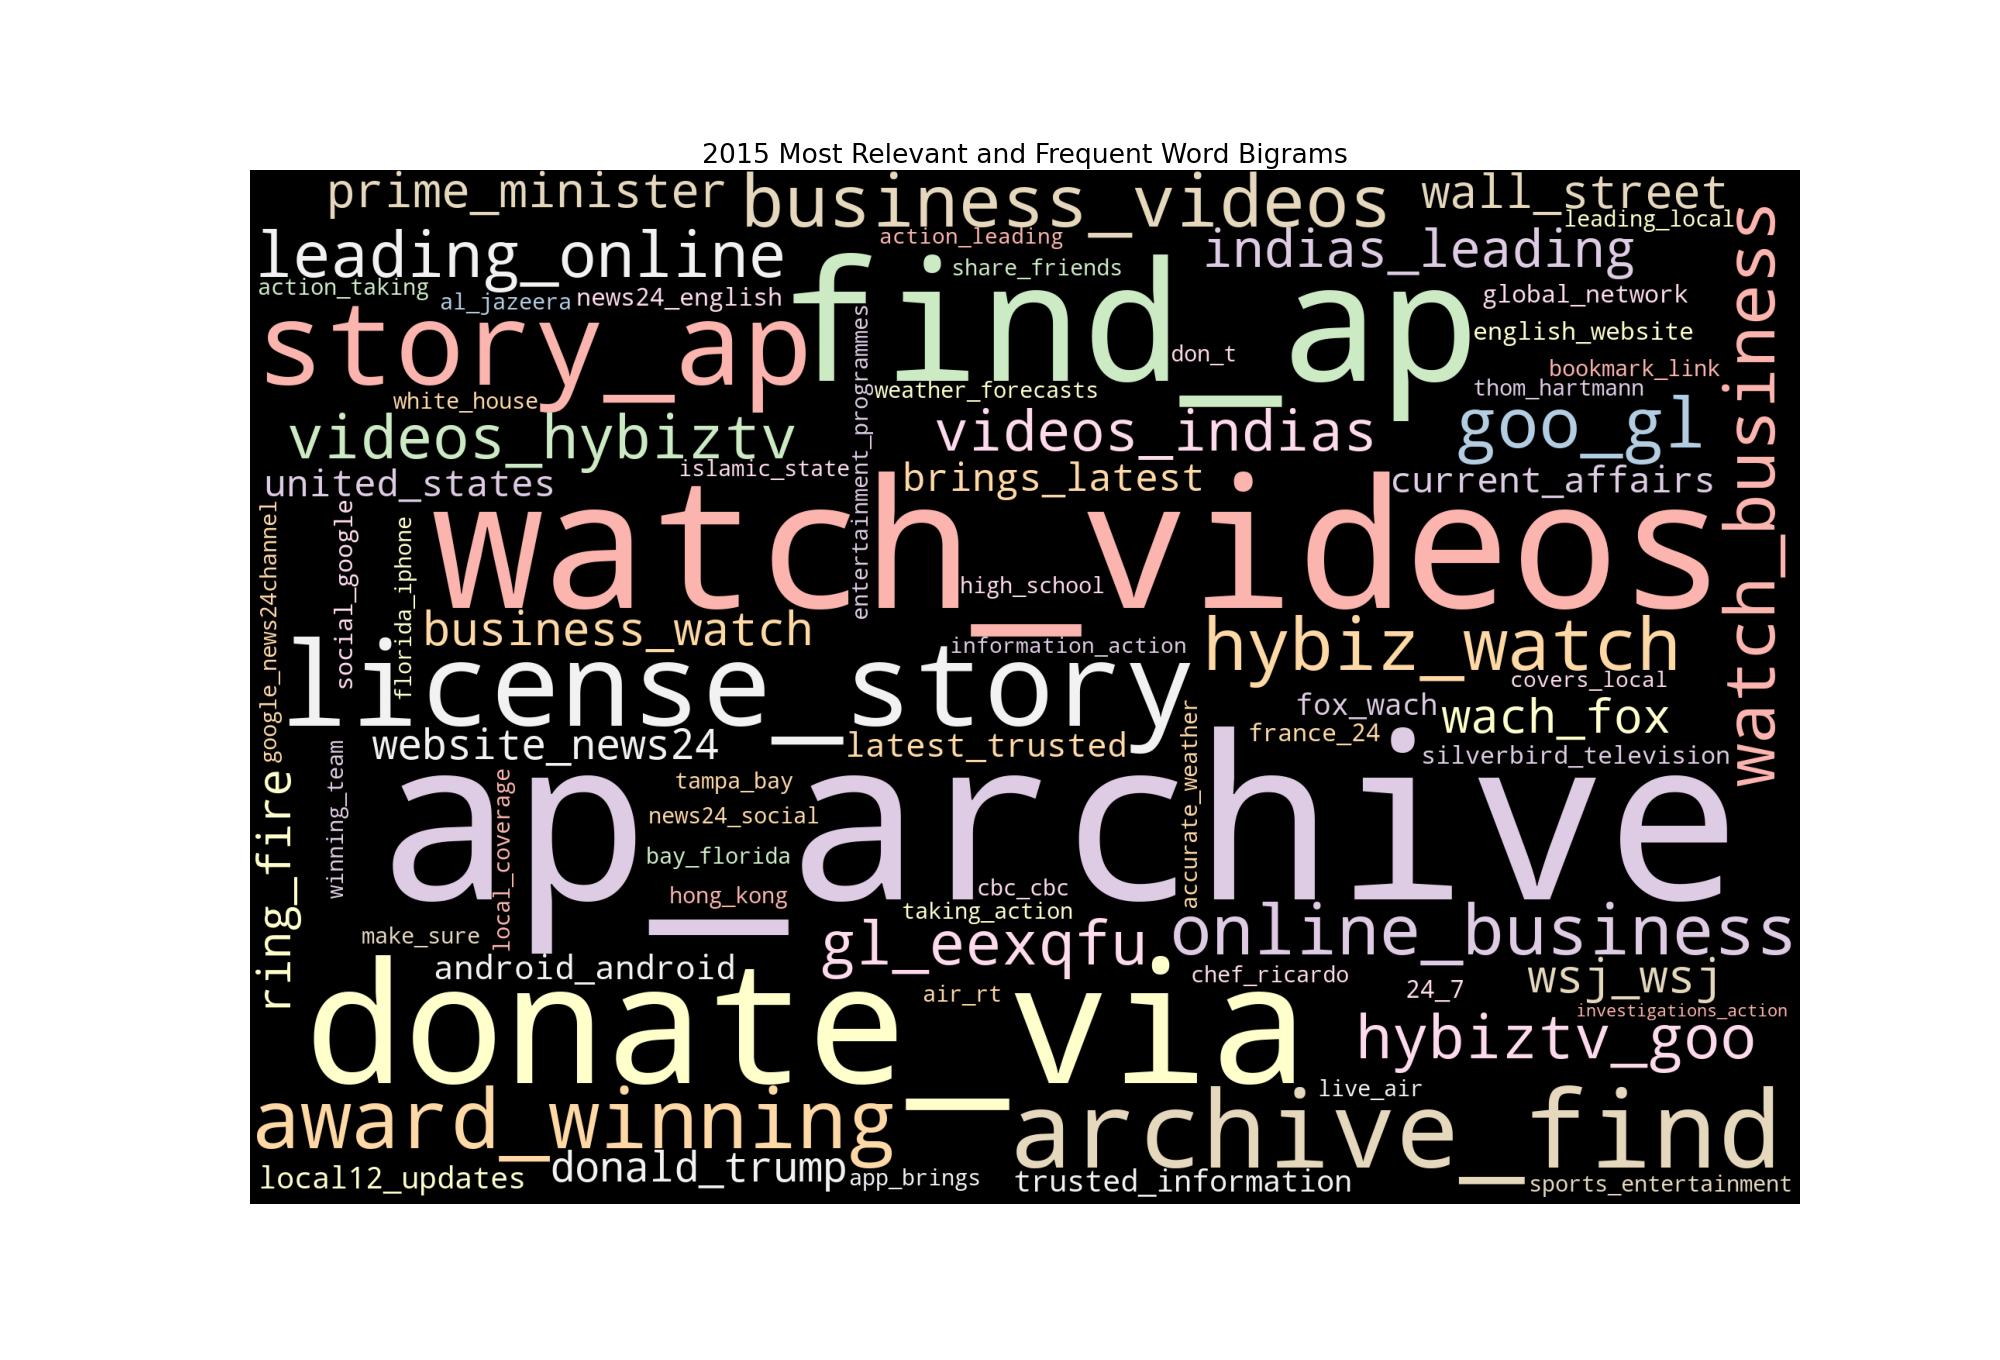 2015 Most Relevant and Frequent Word Bigrams
prime_minister
business_videos
wall_street
leading_local
leading_online
action_leading
indias_leading
share_friends
find_ap
action_taking
al_jazeera
news24_english
global_network
story_ap
english_website
don_t
bookmark_link
thom_hartmann
white_house
weather_forecasts
entertainment_programmes
watch_business
videos_hybiztv
videos_indias
goo_gl
united_states
islamic_state
brings_latest
current_affairs
watch_videos
google_news24channel
social_google
florida_iphone
high_school
business_watch
information_action
hybiz_watch
license_story
covers_local
fox_wach
wach_fox
website_news24
latest_trusted
france_24
silverbird_television
accurate_weather
ap_archive
tampa_bay
winning_team
local_coverage
news24_social
ring_fire
bay_florida
hong_kong
cbc_cbc
taking_action
make_sure
gl_eexqfu
online_business
android_android
chef_ricardo
24_7
wsj_wsj
air_rt
investigations_action
donate_via
hybiztv_goo
live_air
award_winning
archive_find
local12_updates
donald_trump
app_brings
trusted_information
sports_entertainment